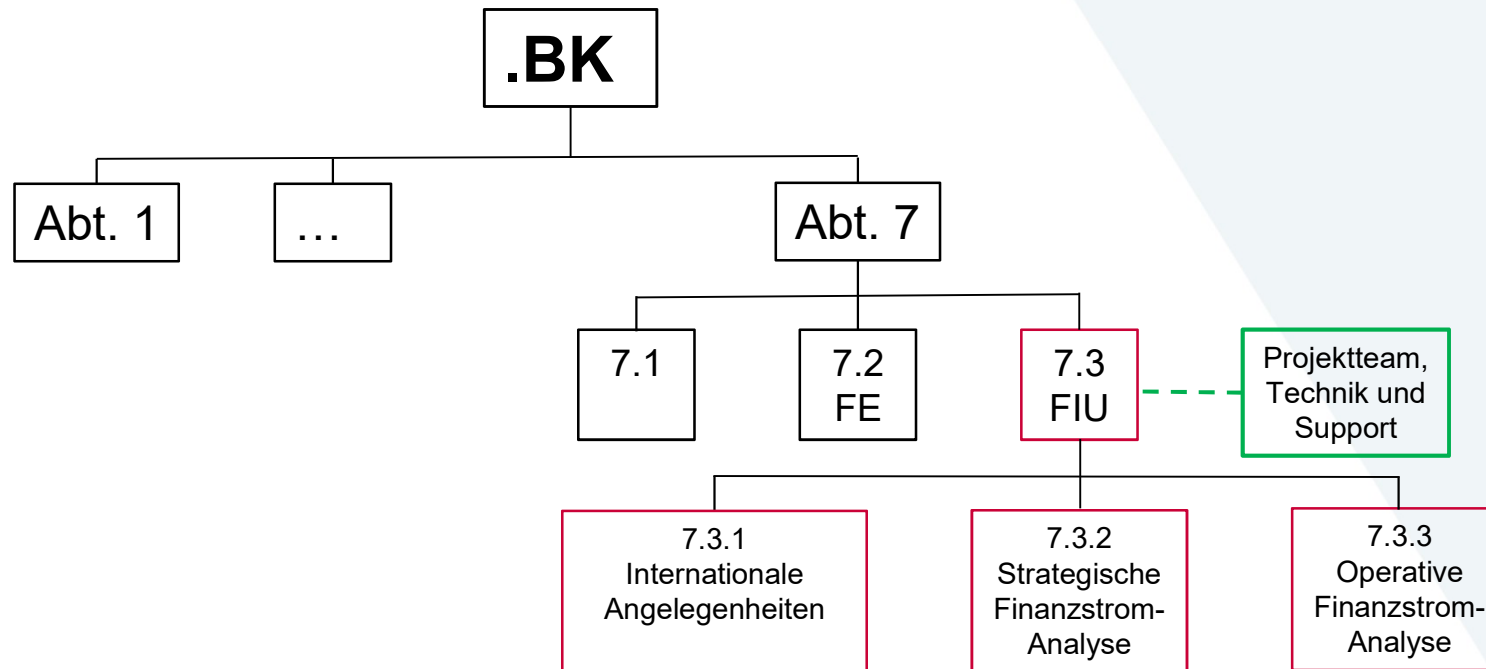 .BK
Abt. 1
...
Abt. 7
7.1
7.2
FE
7.3
FIU
Projektteam,
Technik und
Support
7.3.1
Internationale
Angelegenheiten
7.3.2
Strategische
Finanzstrom-
Analyse
7.3.3
Operative
Finanzstrom-
Analyse